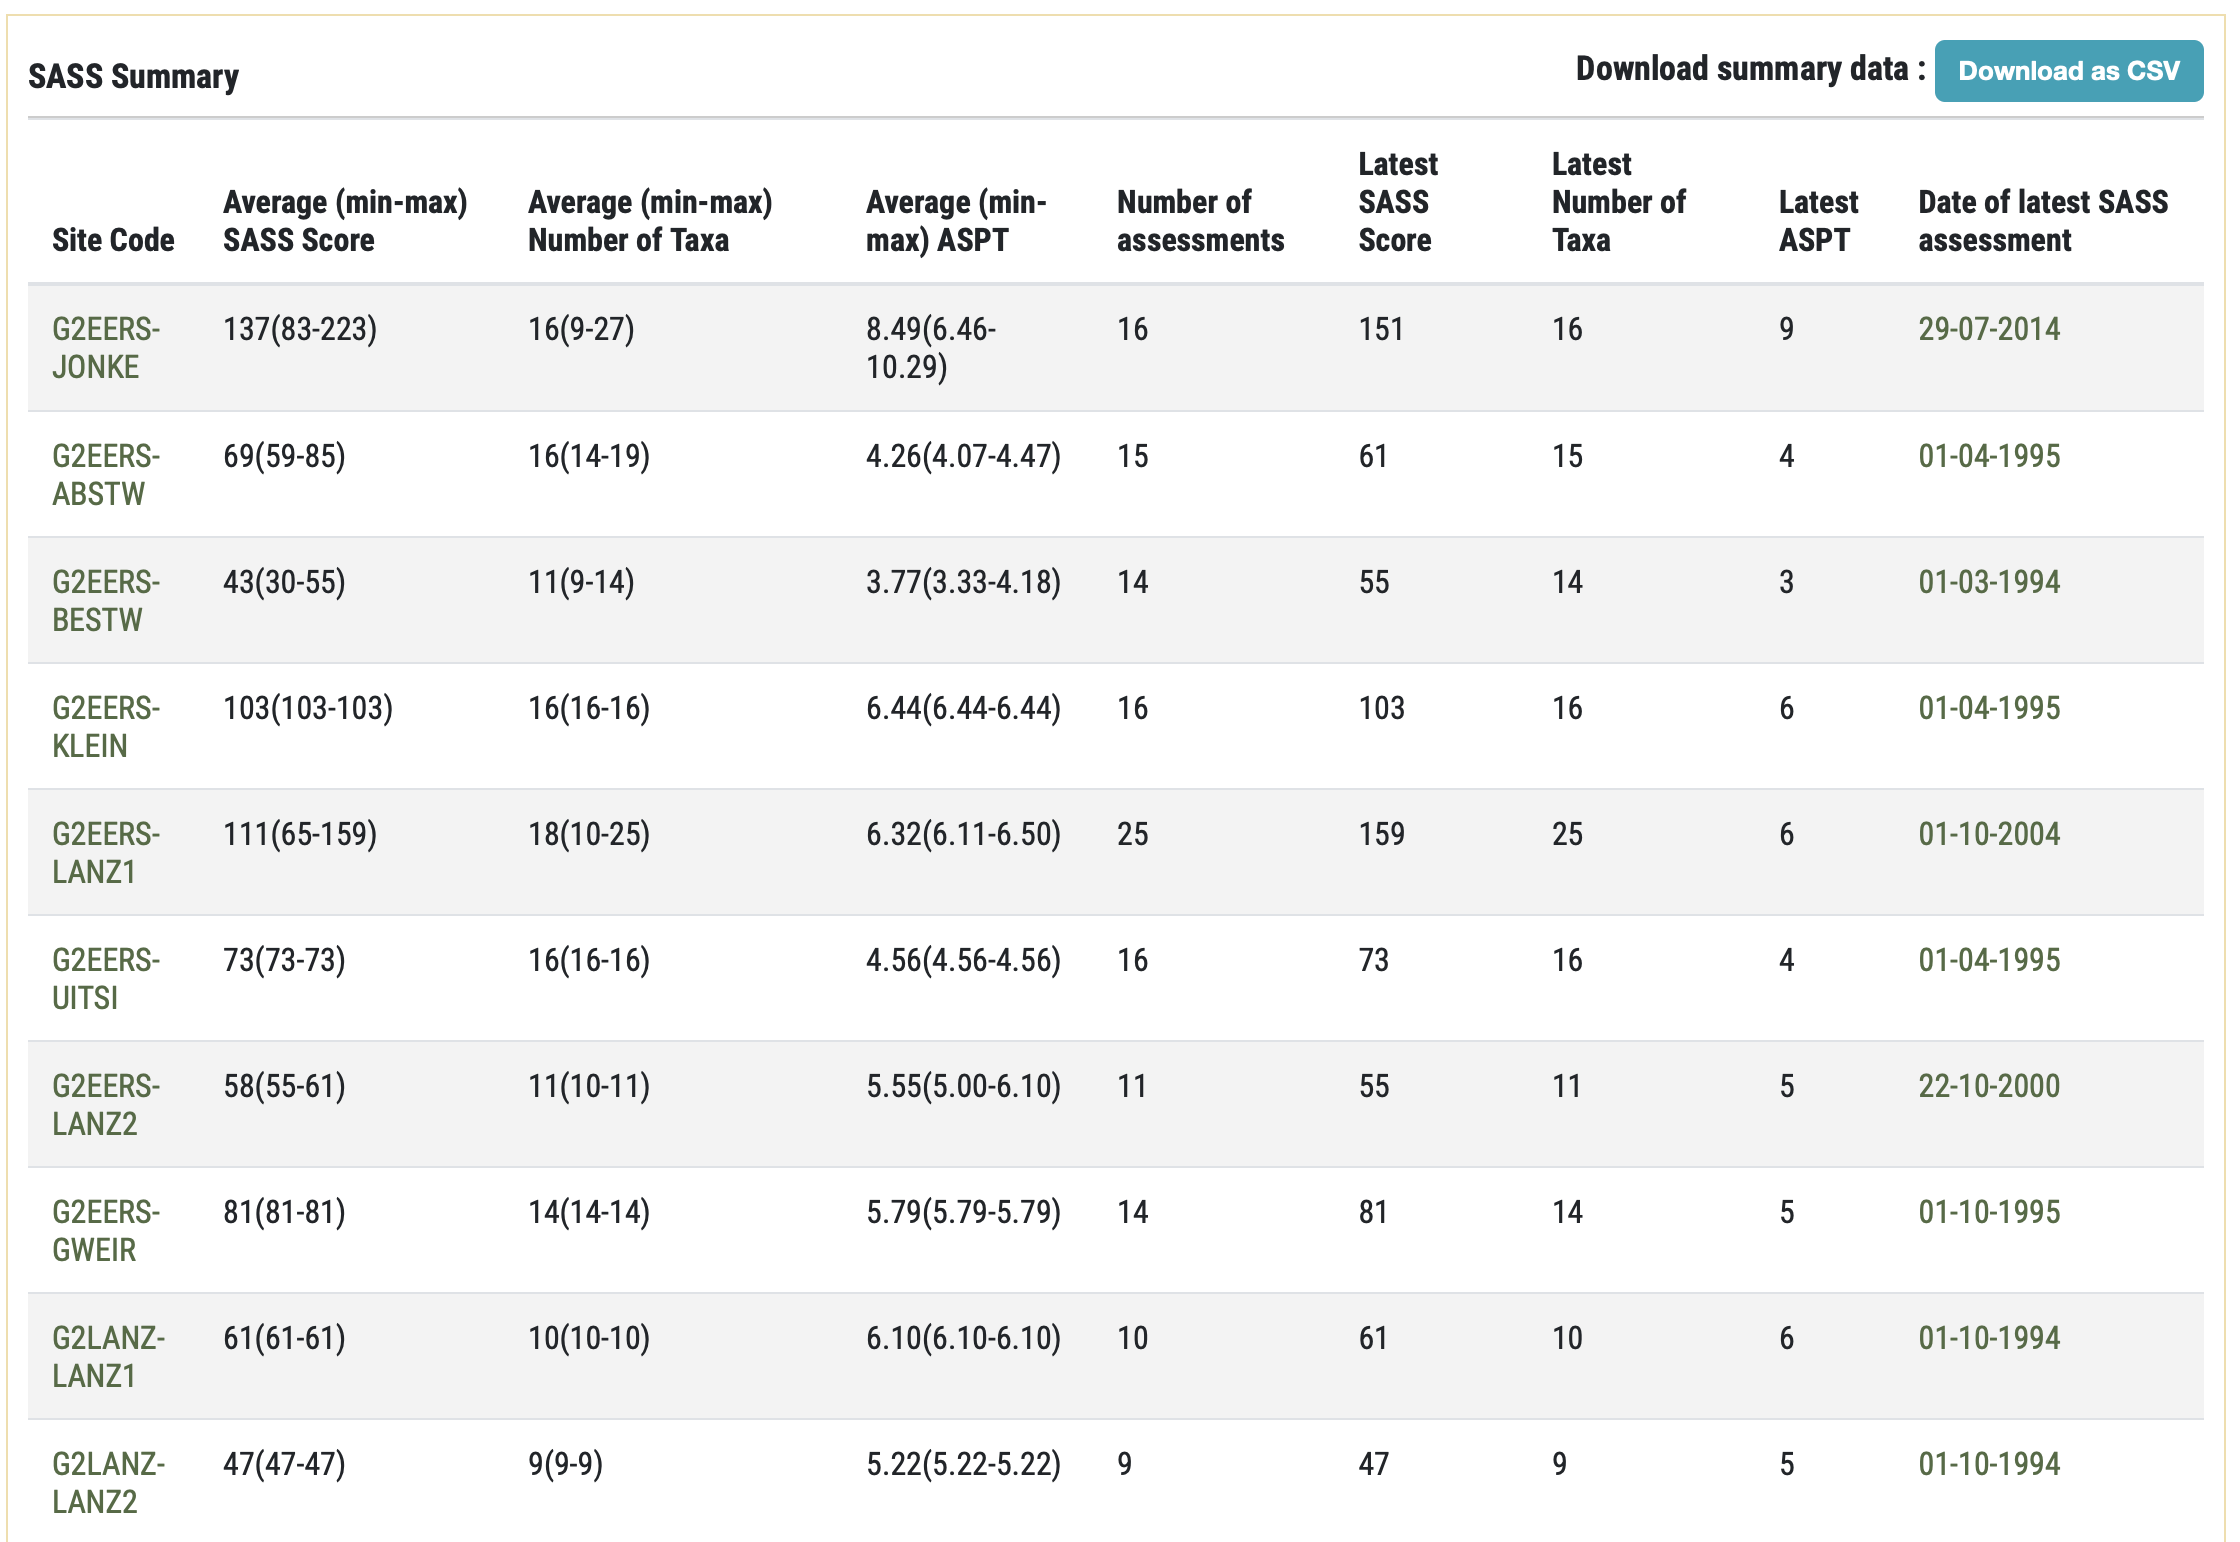 SASS Summary
Download summary data : Download as CSV
Site Code
Average (min-max) SASS Score
Average (min-max) Number of Taxa
Average (min-max) ASPT
Number of assessments
Latest SASS Score
Latest Number of Taxa
Latest ASPT
Date of latest SASS assessment
G2EERS-JONKE 137(83-223) 16(9-27) 8.49(6.46-10.29) 16 151 16 9 29-07-2014
G2EERS-ABSTW 69(59-85) 16(14-19) 4.26(4.07-4.47) 15 61 15 4 01-04-1995
G2EERS-BESTW 43(30-55) 11(9-14) 3.77(3.33-4.18) 14 55 14 3 01-03-1994
G2EERS-KLEIN 103(103-103) 16(16-16) 6.44(6.44-6.44) 16 103 16 6 01-04-1995
G2EERS-LANZ1 111(65-159) 18(10-25) 6.32(6.11-6.50) 25 159 25 6 01-10-2004
G2EERS-UITSI 73(73-73) 16(16-16) 4.56(4.56-4.56) 16 73 16 4 01-04-1995
G2EERS-LANZ2 58(55-61) 11(10-11) 5.55(5.00-6.10) 11 55 11 5 22-10-2000
G2EERS-GWEIR 81(81-81) 14(14-14) 5.79(5.79-5.79) 14 81 14 5 01-10-1995
G2LANZ-LANZ1 61(61-61) 10(10-10) 6.10(6.10-6.10) 10 61 10 6 01-10-1994
G2LANZ-LANZ2 47(47-47) 9(9-9) 5.22(5.22-5.22) 9 47 9 5 01-10-1994